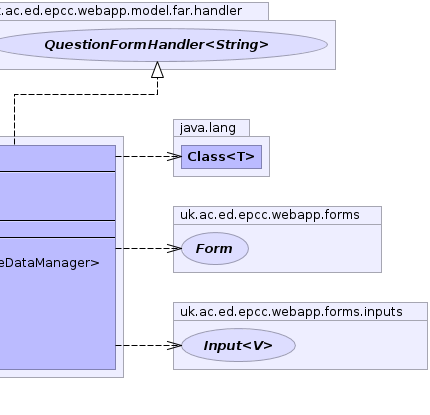 .ac.ed.epcc.webapp.model.far.handler
QuestionFormHandler<String>
java.lang
Class<T>
uk.ac.ed.epcc.webapp.forms
Form
eDataManager>
uk.ac.ed.epcc.webapp.forms.inputs
Input<V>